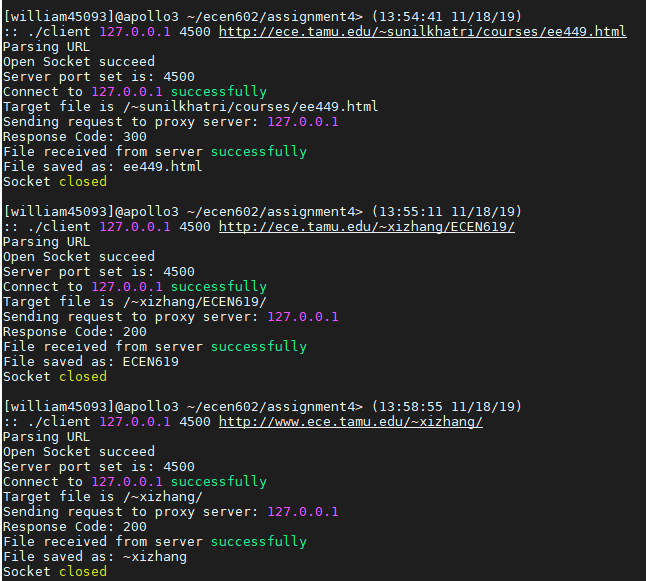 [william45093]@apollo3 ~/ecen602/assignment4> (13:54:41 11/18/19)
:: ./client 127.0.0.1 4500 http://ece.tamu.edu/~sunilkhatri/courses/ee449.html
Parsing URL
Open Socket succeed
Server port set is: 4500
Connect to 127.0.0.1 successfully
Target file is /~sunilkhatri/courses/ee449.html
Sending request to proxy server: 127.0.0.1
Response Code: 300
File received from server successfully
File saved as: ee449.html
Socket closed
[william45093]@apollo3 ~/ecen602/assignment4> (13:55:11 11/18/19)
:: ./client 127.0.0.1 4500 http://ece.tamu.edu/~xizhang/ECEN619/
Parsing URL
Open Socket succeed
Server port set is: 4500
Connect to 127.0.0.1 successfully
Target file is /~xizhang/ECEN619/
Sending request to proxy server: 127.0.0.1
Response Code: 200
File received from server successfully
File saved as: ECEN619
Socket closed
[william45093]@apollo3 ~/ecen602/assignment4> (13:58:55 11/18/19)
:: ./client 127.0.0.1 4500 http://www.ece.tamu.edu/~xizhang/
Parsing URL
Open Socket succeed
Server port set is: 4500
Connect to 127.0.0.1 successfully
Target file is /~xizhang/
Sending request to proxy server: 127.0.0.1
Response Code: 200
File received from server successfully
File saved as: ~xizhang
Socket closed